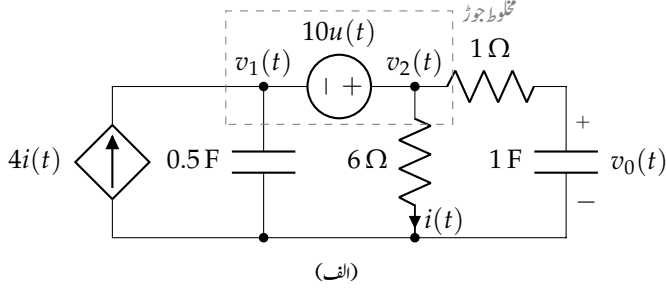 مخلوط جوڑ
10u(t)
v₁(t)
v₂(t)
1 Ω
− +
4i(t)
0.5 F
6 Ω
1 F
+
v₀(t)
−
i(t)
(الف)